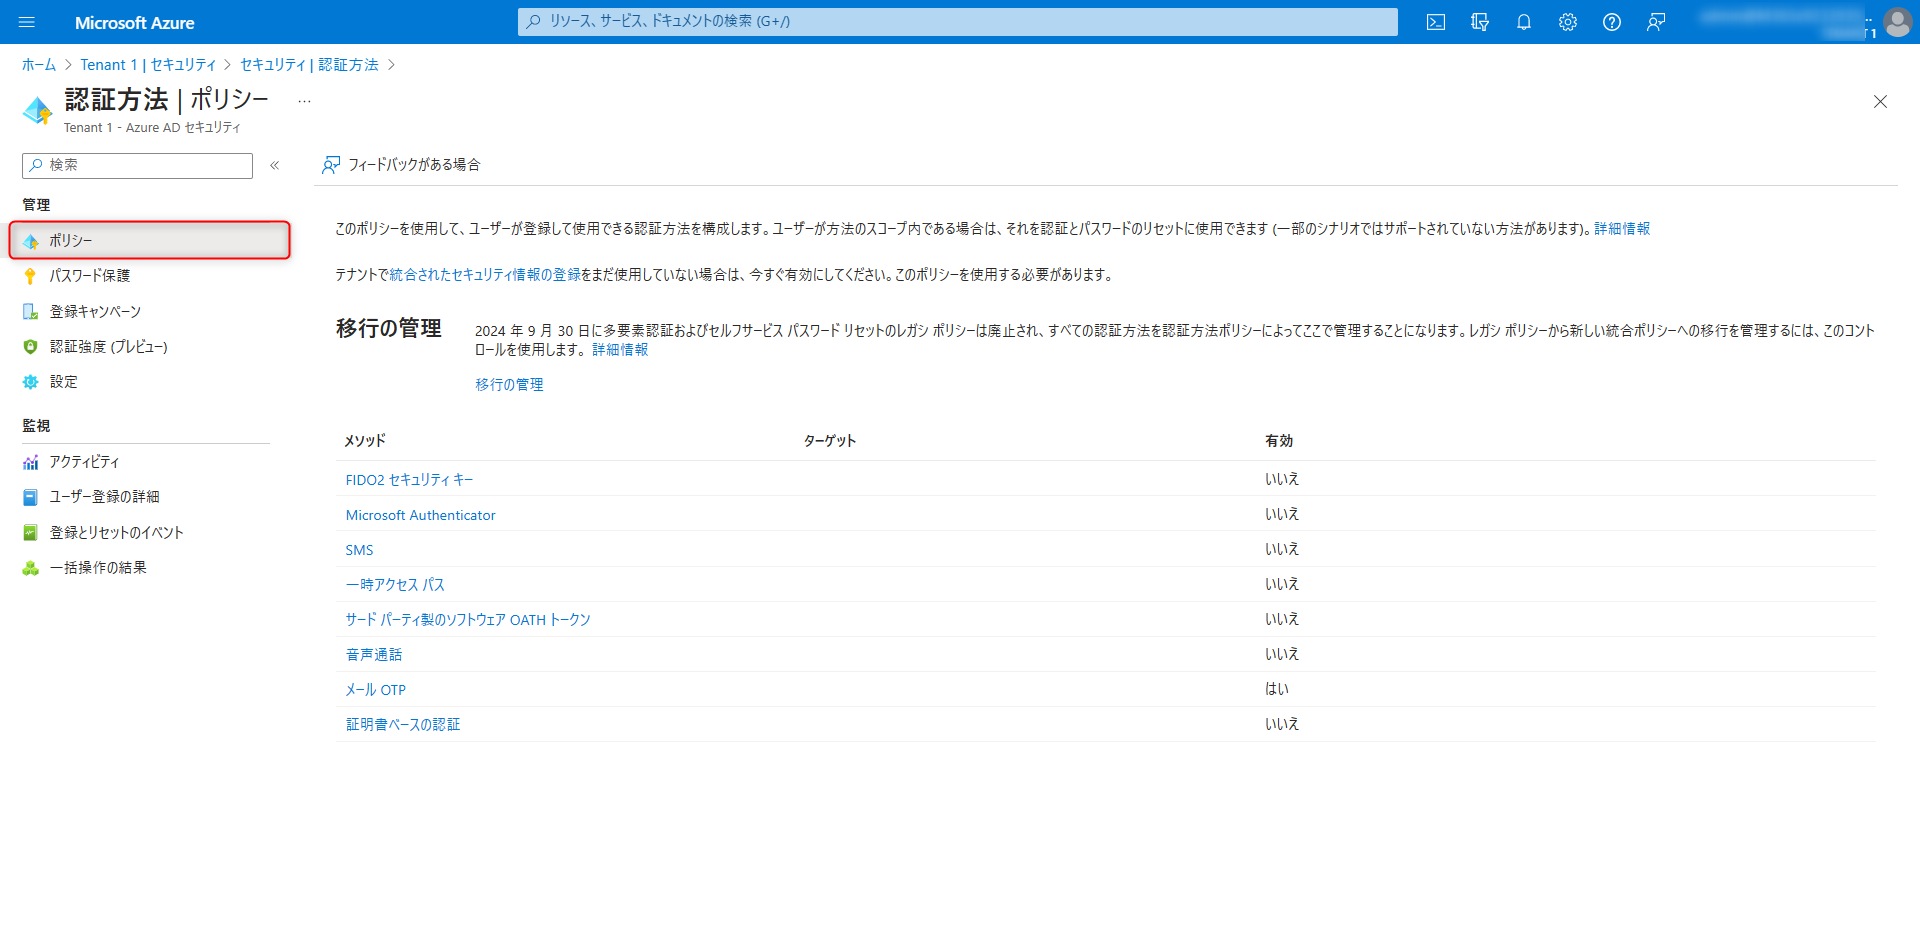 Microsoft Azure
リソース、サービス、ドキュメントの検索 (G+/)
ホーム > Tenant 1 | セキュリティ > セキュリティ | 認証方法 >
認証方法 | ポリシー ...
Tenant 1 - Azure AD セキュリティ
検索
«
管理
ポリシー
パスワード保護
登録キャンペーン
認証強度 (プレビュー)
設定
監視
アクティビティ
ユーザー登録の詳細
登録とリセットのイベント
一括操作の結果
フィードバックがある場合
このポリシーを使用して、ユーザーが登録して使用できる認証方法を構成します。ユーザーが方法のスコープ内である場合は、それを認証とパスワードのリセットに使用できます (一部のシナリオではサポートされていない方法があります)。詳細情報
テナントで統合されたセキュリティ情報の登録をまだ使用していない場合は、今すぐ有効にしてください。このポリシーを使用する必要があります。
移行の管理
2024 年 9 月 30 日に多要素認証およびセルフサービス パスワード リセットのレガシ ポリシーは廃止され、すべての認証方法を認証方法ポリシーによってここで管理することになります。レガシ ポリシーから新しい統合ポリシーへの移行を管理するには、このコント
ロールを使用します。 詳細情報
移行の管理
メソッド ターゲット 有効
FIDO2 セキュリティ キー いいえ
Microsoft Authenticator いいえ
SMS いいえ
一時アクセス パス いいえ
サード パーティ製のソフトウェア OATH トークン いいえ
音声通話 いいえ
メール OTP はい
証明書ベースの認証 いいえ